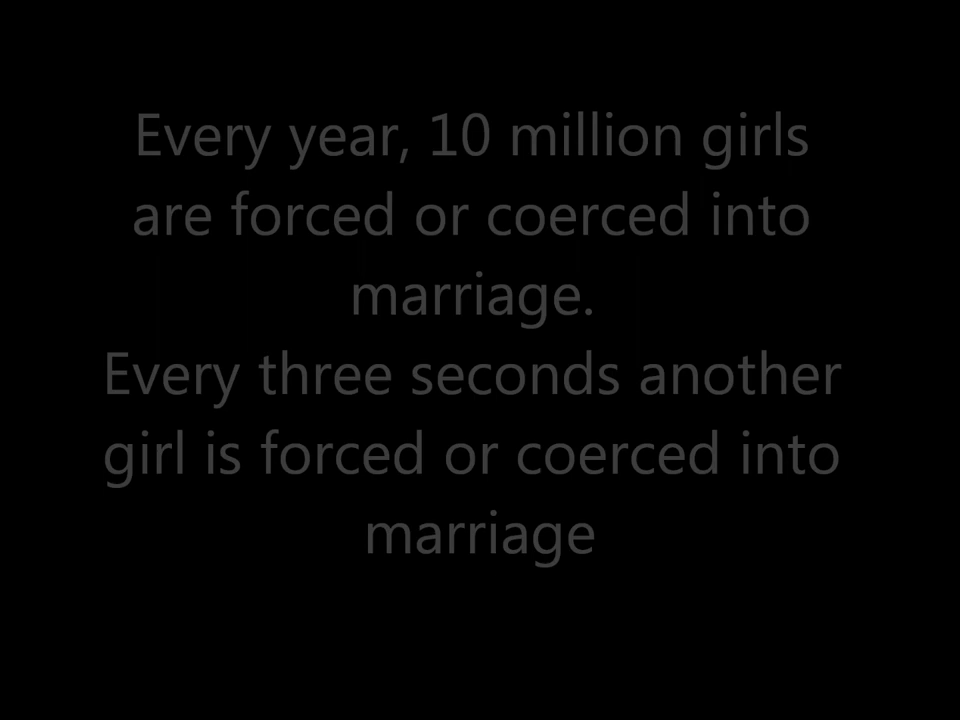 Every year, 10 million girls
are forced or coerced into
marriage.
Every three seconds another
girl is forced or coerced into
marriage